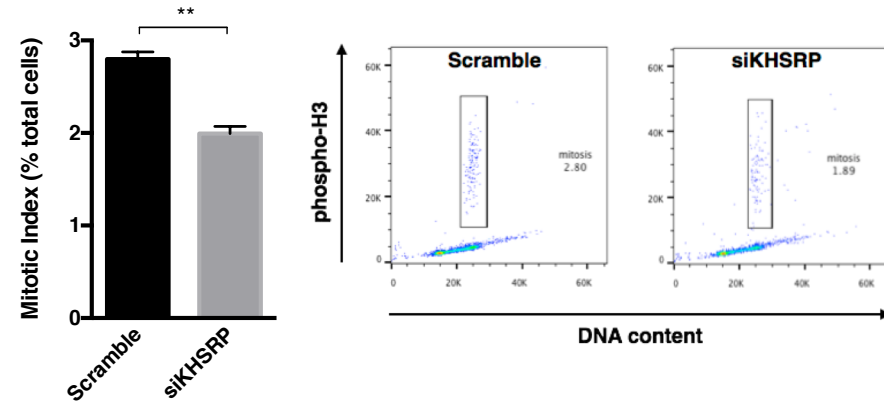 **
Mitotic Index (% total cells)
3
2
1
0
Scramble
siKHSRP
phospho-H3
Scramble
60K
40K
20K
0
mitosis
2.80
0
20K
40K
60K
siKHSRP
60K
40K
20K
0
mitosis
1.89
0
20K
40K
60K
DNA content